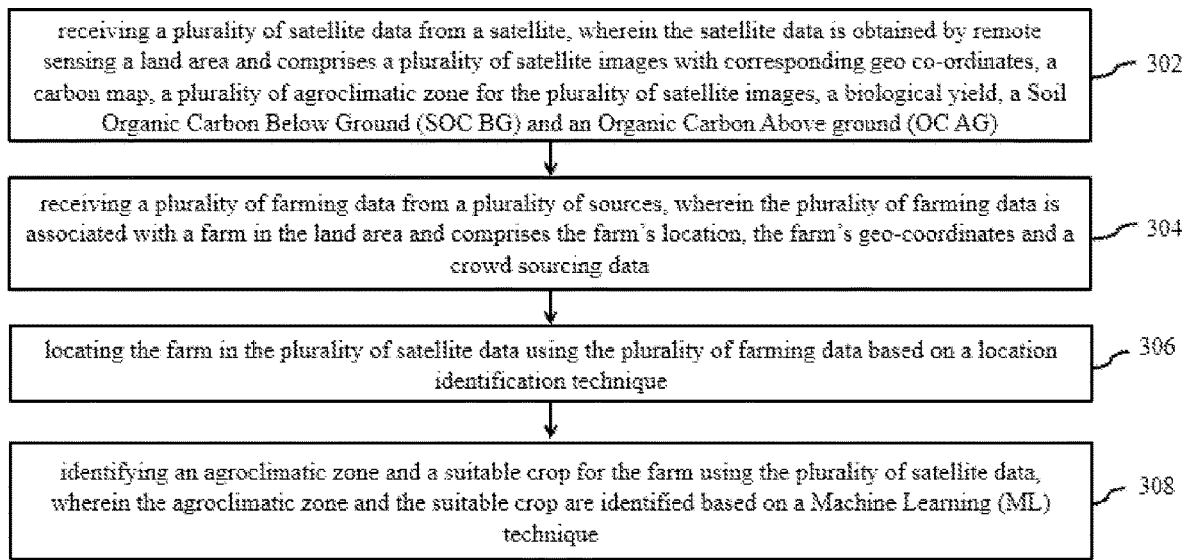 receiving a plurality of satellite data from a satellite, wherein the satellite data is obtained by remote
sensing a land area and comprises a plurality of satellite images with corresponding geo co-ordinates, a
carbon map, a plurality of agroclimatic zone for the plurality of satellite images, a biological yield, a Soil
Organic Carbon Below Ground (SOC BG) and an Organic Carbon Above ground (OC AG)
302
receiving a plurality of farming data from a plurality of sources, wherein the plurality of farming data is
associated with a farm in the land area and comprises the farm's location, the farm's geo-coordinates and a
crowd sourcing data
304
locating the farm in the plurality of satellite data using the plurality of farming data based on a location
identification technique
306
identifying an agroclimatic zone and a suitable crop for the farm using the plurality of satellite data,
wherein the agroclimatic zone and the suitable crop are identified based on a Machine Learning (ML)
technique
308